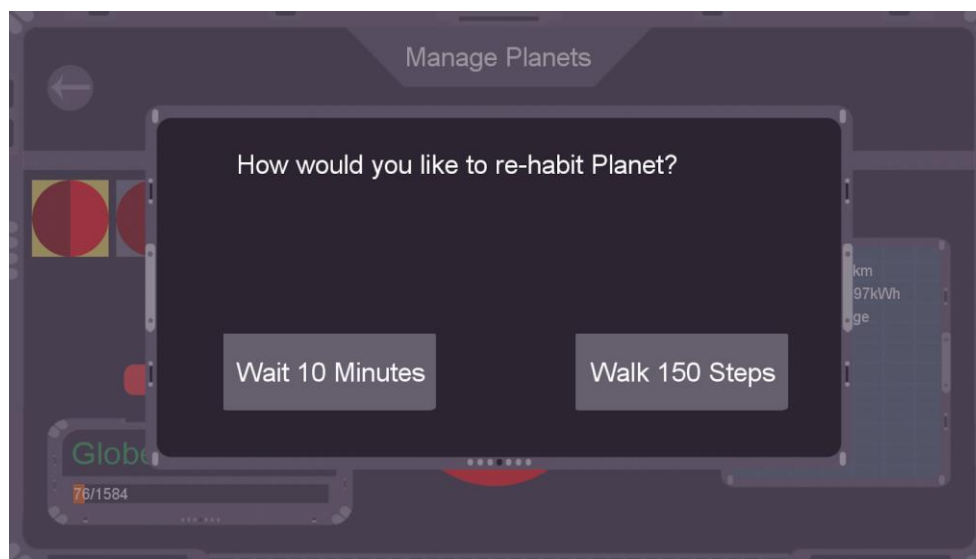 Manage Planets
How would you like to re-habit Planet?
km
97kWh
ge
Wait 10 Minutes
Walk 150 Steps
Globe
76/1584